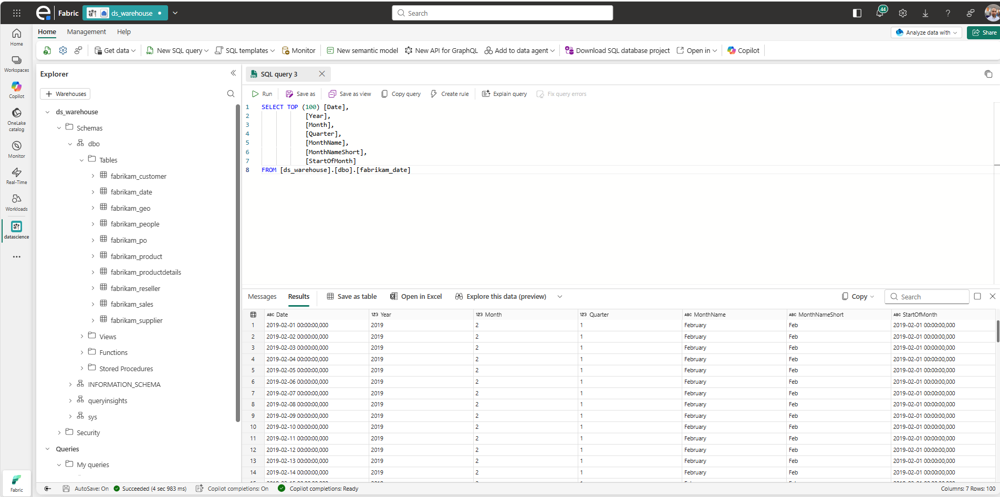 Fabric
ds_warehouse
Search
44
Home
Management
Help
Analyze data with
Share
Get data
New SQL query
SQL templates
Monitor
New semantic model
New API for GraphQL
Add to data agent
Download SQL database project
Open in
Copilot
Home
Workspaces
Copilot
OneLake
catalog
Monitor
Real-Time
Workloads
datascience
Fabric
Explorer
+ Warehouses
ds_warehouse
Schemas
dbo
Tables
fabrikam_customer
fabrikam_date
fabrikam_geo
fabrikam_people
fabrikam_po
fabrikam_product
fabrikam_productdetails
fabrikam_reseller
fabrikam_sales
fabrikam_supplier
Views
Functions
Stored Procedures
INFORMATION_SCHEMA
queryinsights
sys
Security
Queries
My queries
SQL query 3
Run
Save as
Save as view
Copy query
Create rule
Explain query
Fix query errors
1 SELECT TOP (100) [Date],
2 [Year],
3 [Month],
4 [Quarter],
5 [MonthName],
6 [MonthNameShort],
7 [StartOfMonth]
8 FROM [ds_warehouse].[dbo].[fabrikam_date]
Messages
Results
Save as table
Open in Excel
Explore this data (preview)
Copy
Search
ABC Date 123 Year 123 Month 123 Quarter ABC MonthName ABC MonthNameShort ABC StartOfMonth
1 2019-02-01 00:00:00,000 2019 2 1 February Feb 2019-02-01 00:00:00,000
2 2019-02-02 00:00:00,000 2019 2 1 February Feb 2019-02-01 00:00:00,000
3 2019-02-03 00:00:00,000 2019 2 1 February Feb 2019-02-01 00:00:00,000
4 2019-02-04 00:00:00,000 2019 2 1 February Feb 2019-02-01 00:00:00,000
5 2019-02-05 00:00:00,000 2019 2 1 February Feb 2019-02-01 00:00:00,000
6 2019-02-06 00:00:00,000 2019 2 1 February Feb 2019-02-01 00:00:00,000
7 2019-02-07 00:00:00,000 2019 2 1 February Feb 2019-02-01 00:00:00,000
8 2019-02-08 00:00:00,000 2019 2 1 February Feb 2019-02-01 00:00:00,000
9 2019-02-09 00:00:00,000 2019 2 1 February Feb 2019-02-01 00:00:00,000
10 2019-02-10 00:00:00,000 2019 2 1 February Feb 2019-02-01 00:00:00,000
11 2019-02-11 00:00:00,000 2019 2 1 February Feb 2019-02-01 00:00:00,000
12 2019-02-12 00:00:00,000 2019 2 1 February Feb 2019-02-01 00:00:00,000
13 2019-02-13 00:00:00,000 2019 2 1 February Feb 2019-02-01 00:00:00,000
14 2019-02-14 00:00:00,000 2019 2 1 February Feb 2019-02-01 00:00:00,000
AutoSave: On
Succeeded (4 sec 983 ms)
Copilot completions: On
Copilot completions: Ready
Columns: 7 Rows: 100